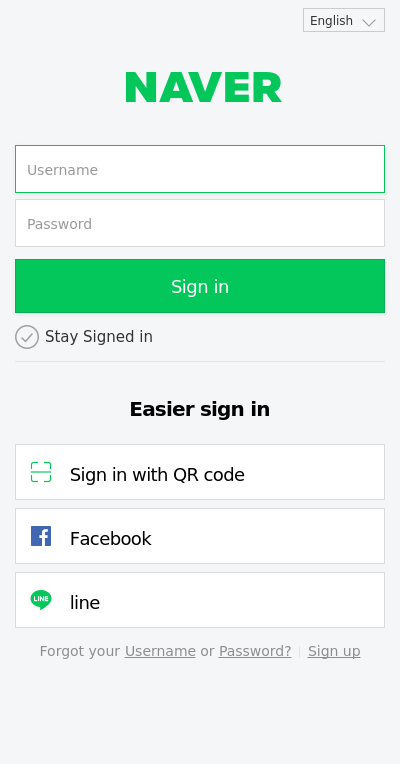 English
NAVER
Username
Password
Sign in
Stay Signed in
Easier sign in
Sign in with QR code
Facebook
LINE line
Forgot your Username or Password? Sign up